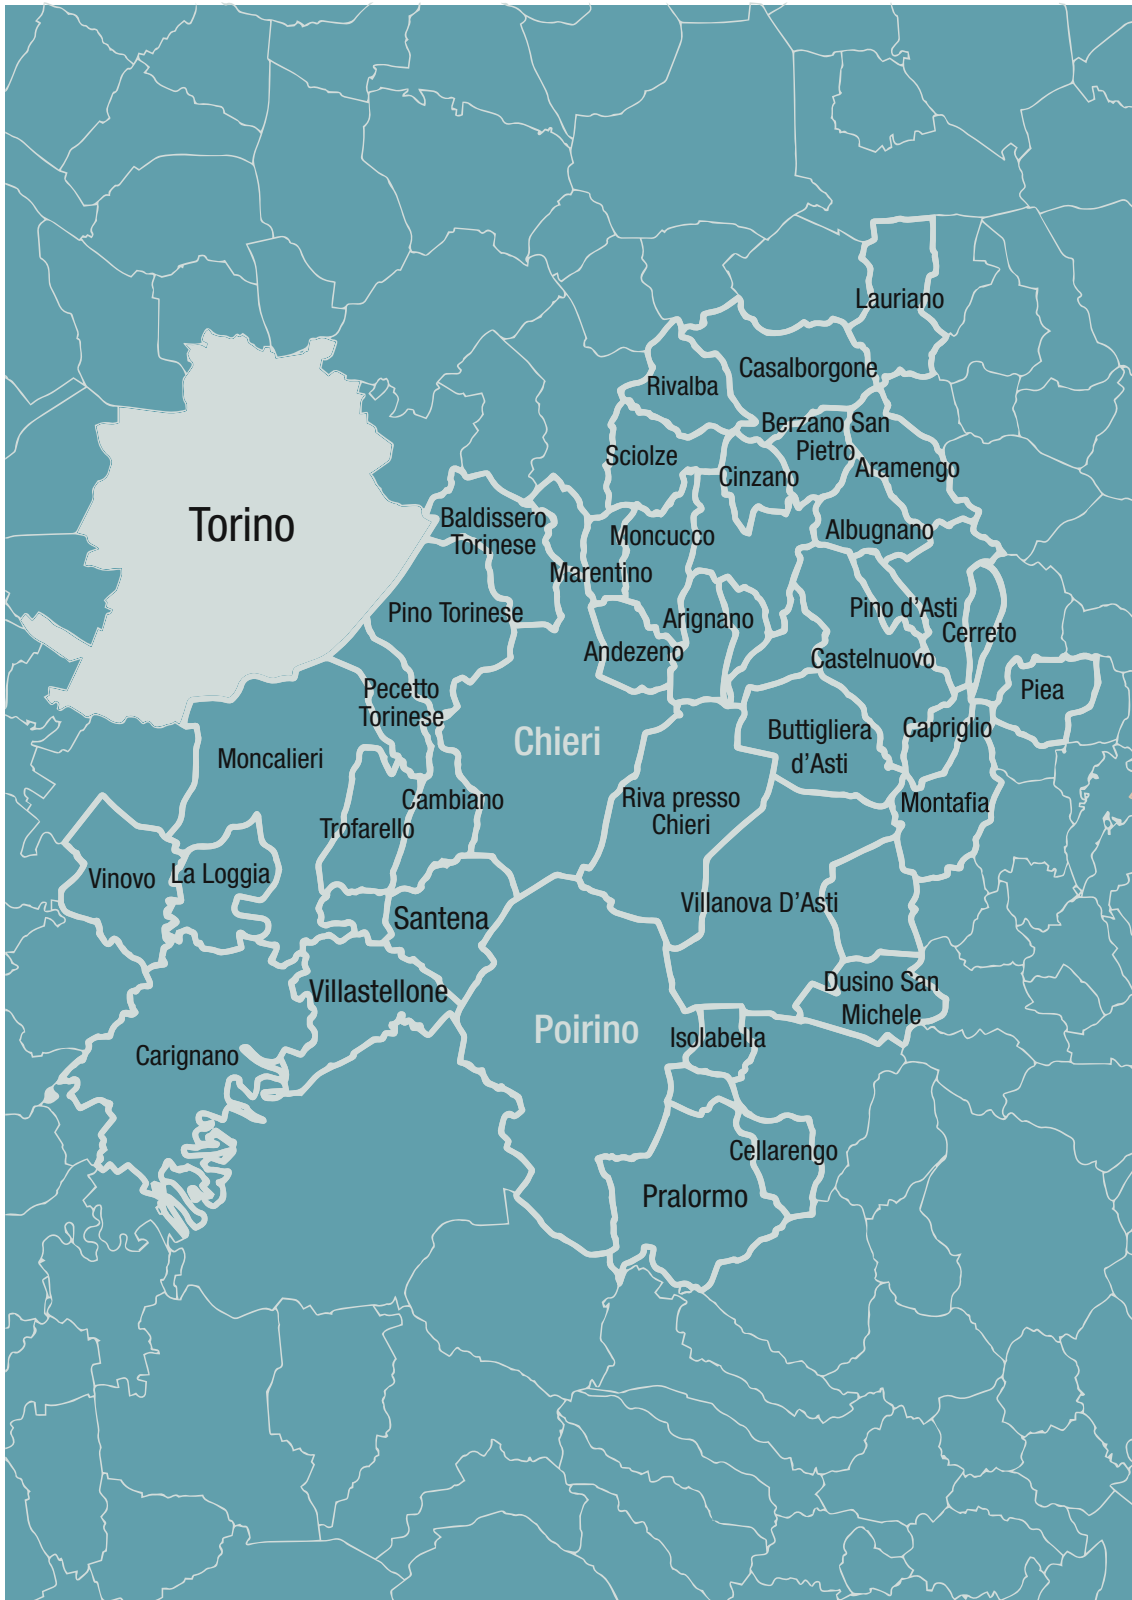 Lauriano
Casalborgone
Rivalba
Berzano San
Pietro
Sciolze
Cinzano
Aramengo
Torino
Baldissero
Torinese
Moncucco
Albugnano
Marentino
Pino Torinese
Arignano
Pino d'Asti
Cerreto
Andezeno
Castelnuovo
Piea
Pecetto
Torinese
Chieri
Buttigliera
d'Asti
Capriglio
Moncalieri
Cambiano
Riva presso
Chieri
Montafia
Trofarello
Vinovo
La Loggia
Santena
Villanova D'Asti
Villastellone
Dusino San
Michele
Poirino
Isolabella
Carignano
Cellarengo
Pralormo